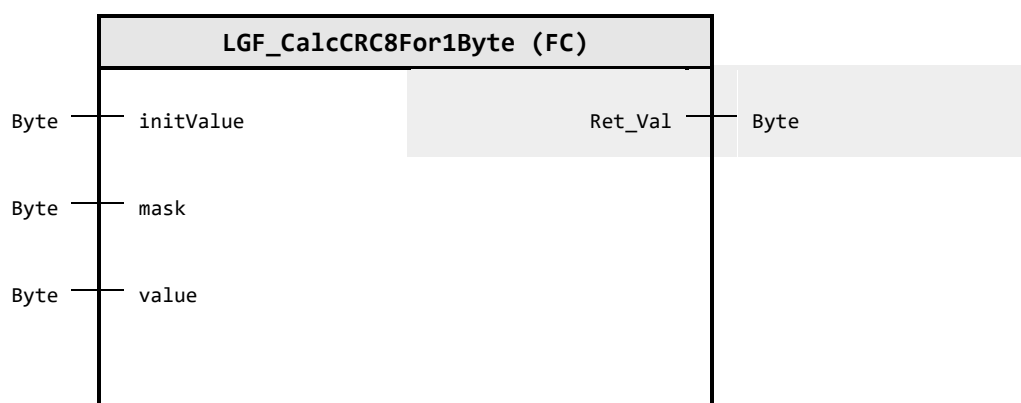 LGF_CalcCRC8For1Byte (FC)
Byte initValue Ret_Val Byte
Byte mask
Byte value